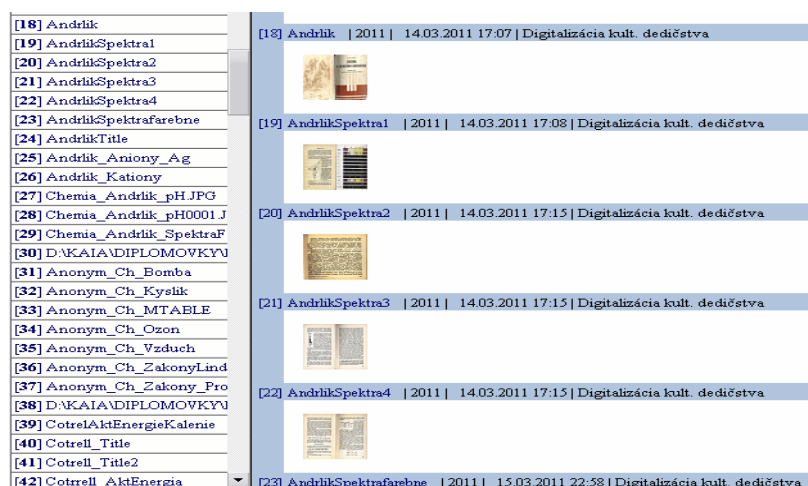 [18] Andrlik
[19] AndrlikSpektra1
[20] AndrlikSpektra2
[21] AndrlikSpektra3
[22] AndrlikSpektra4
[23] AndrlikSpektrafarebne
[24] AndrlikTitle
[25] Andrlik_Aniony_Ag
[26] Andrlik_Kationy
[27] Chemia_Andrlik_pH.JPG
[28] Chemia_Andrlik_pH0001.J
[29] Chemia_Andrlik_SpektraF
[30] D:\KAIA\DIPLOMOVKY\
[31] Anonym_Ch_Bomba
[32] Anonym_Ch_Kyslik
[33] Anonym_Ch_MTABLE
[34] Anonym_Ch_Ozon
[35] Anonym_Ch_Vzduch
[36] Anonym_Ch_ZakonyLind
[37] Anonym_Ch_Zakony_Pro
[38] D:\KAIA\DIPLOMOVKY\
[39] CotrelAktEnergieKalenie
[40] Cotrell_Title
[41] Cotrell_Title2
[42] Cotrrell_AktEnergia
[18] Andrlik | 2011 | 14.03.2011 17:07 | Digitalizácia kult. dedičstva
[19] AndrlikSpektra1 | 2011 | 14.03.2011 17:08 | Digitalizácia kult. dedičstva
[20] AndrlikSpektra2 | 2011 | 14.03.2011 17:15 | Digitalizácia kult. dedičstva
[21] AndrlikSpektra3 | 2011 | 14.03.2011 17:15 | Digitalizácia kult. dedičstva
[22] AndrlikSpektra4 | 2011 | 14.03.2011 17:15 | Digitalizácia kult. dedičstva
[23] AndrlikSpektrafarebne | 2011 | 15.03.2011 22:58 | Digitalizácia kult. dedičstva